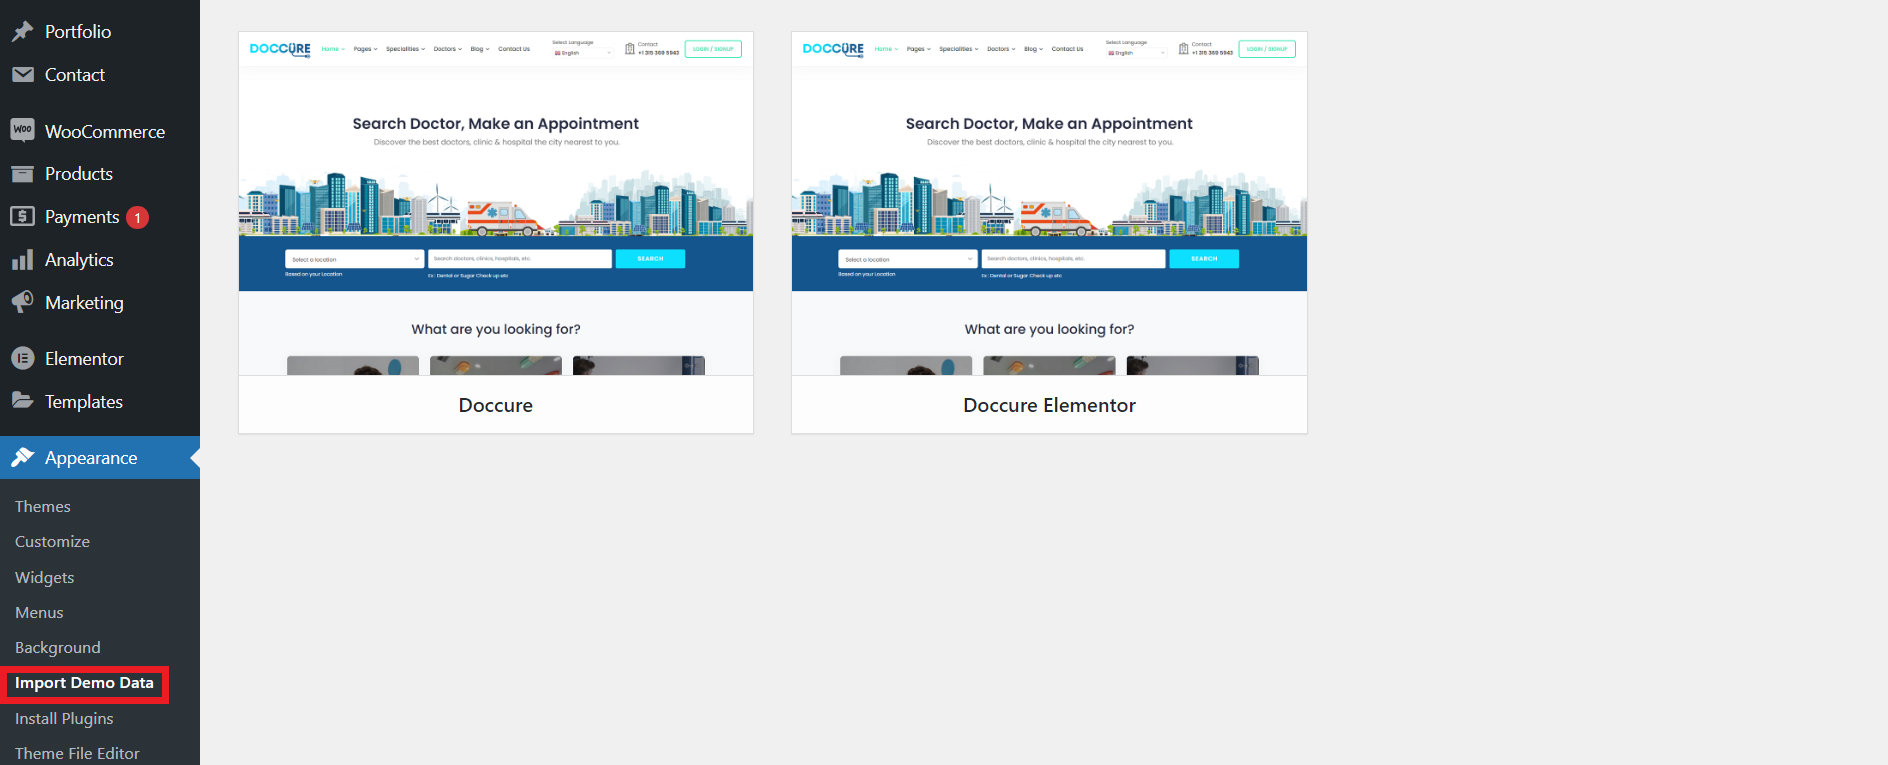 Portfolio
Contact
WooCommerce
Products
Payments 1
Analytics
Marketing
Elementor
Templates
Appearance
Themes
Customize
Widgets
Menus
Background
Import Demo Data
Install Plugins
Theme File Editor
DOCCURE Home Pages Specialities Doctors Blog Contact Us Select Language English Contact +1 315 369 5943 LOGIN / SIGNUP
Search Doctor, Make an Appointment
Discover the best doctors, clinic & hospital the city nearest to you.
Select a location Search doctors, clinics, hospitals, etc. SEARCH
Based on your Location Ex: Dental or Sugar Check up etc
What are you looking for?
Doccure
DOCCURE Home Pages Specialities Doctors Blog Contact Us Select Language English Contact +1 315 369 5943 LOGIN / SIGNUP
Search Doctor, Make an Appointment
Discover the best doctors, clinic & hospital the city nearest to you.
Select a location Search doctors, clinics, hospitals, etc. SEARCH
Based on your Location Ex: Dental or Sugar Check up etc
What are you looking for?
Doccure Elementor